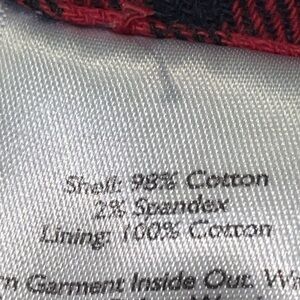 Shell: 98% Cotton
2% Spandex
Lining: 100% Cotton
Garment Inside Out.